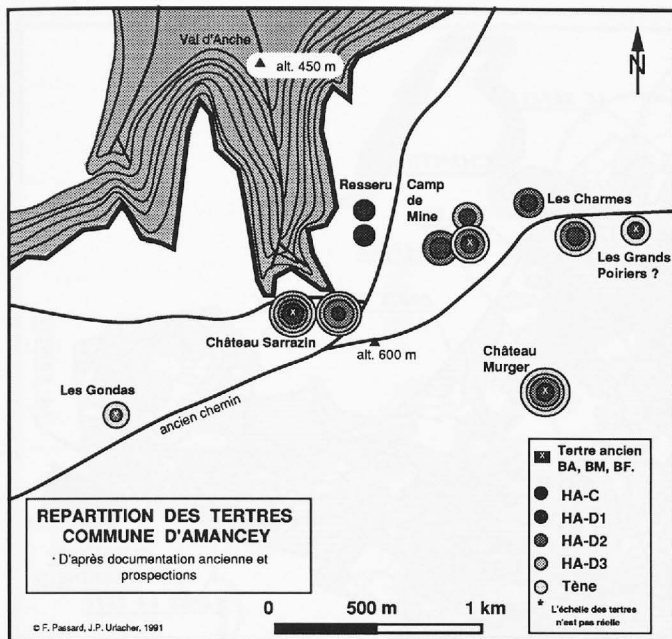 Val d'Anche
alt. 450 m
N
Resseru
Camp
de
Mine
Les Charmes
Les Grands
Poiriers ?
Château Sarrazin
alt. 600 m
Château
Murger
Les Gondas
ancien chemin
x Tertre ancien
BA, BM, BF.
HA-C
HA-D1
HA-D2
HA-D3
Tène
* L'échelle des tertres
n'est pas réelle
REPARTITION DES TERTRES
COMMUNE D'AMANCEY
· D'après documentation ancienne et
prospections
0 500 m 1 km
© F. Passard, J.P. Urlacher, 1991